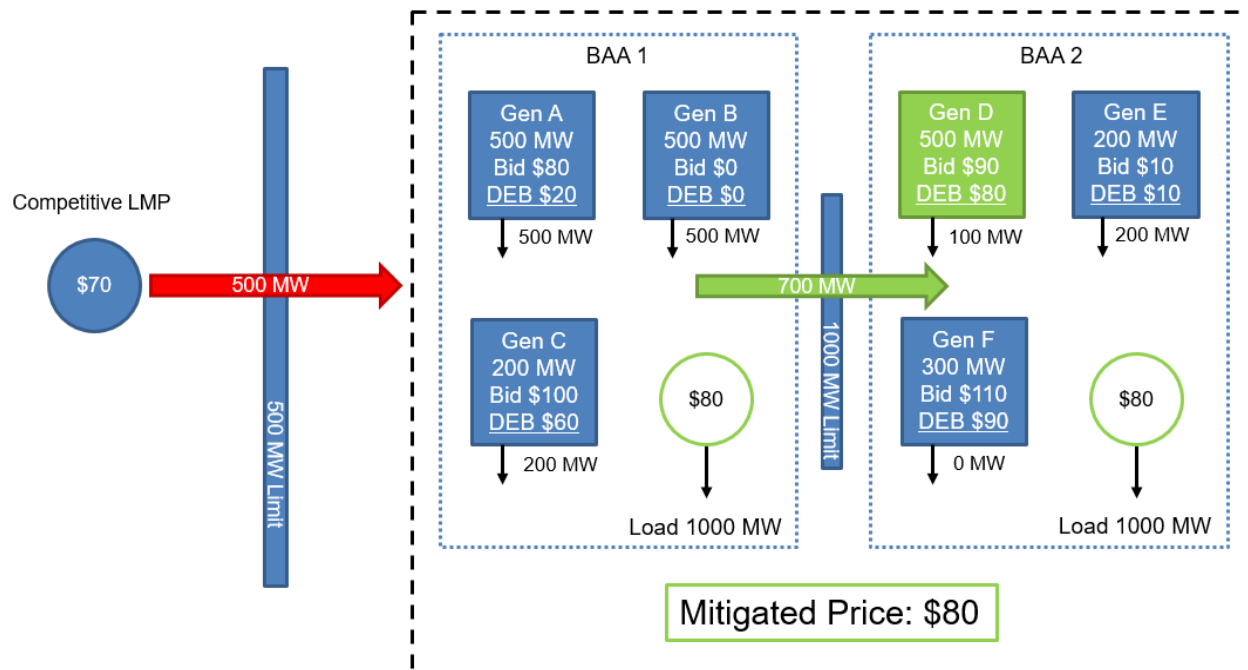 Competitive LMP
$70
500 MW
500 MW Limit
BAA 1
Gen A
500 MW
Bid $80
DEB $20
500 MW
Gen B
500 MW
Bid $0
DEB $0
500 MW
Gen C
200 MW
Bid $100
DEB $60
200 MW
$80
Load 1000 MW
700 MW
1000 MW Limit
BAA 2
Gen D
500 MW
Bid $90
DEB $80
100 MW
Gen E
200 MW
Bid $10
DEB $10
200 MW
Gen F
300 MW
Bid $110
DEB $90
0 MW
$80
Load 1000 MW
Mitigated Price: $80